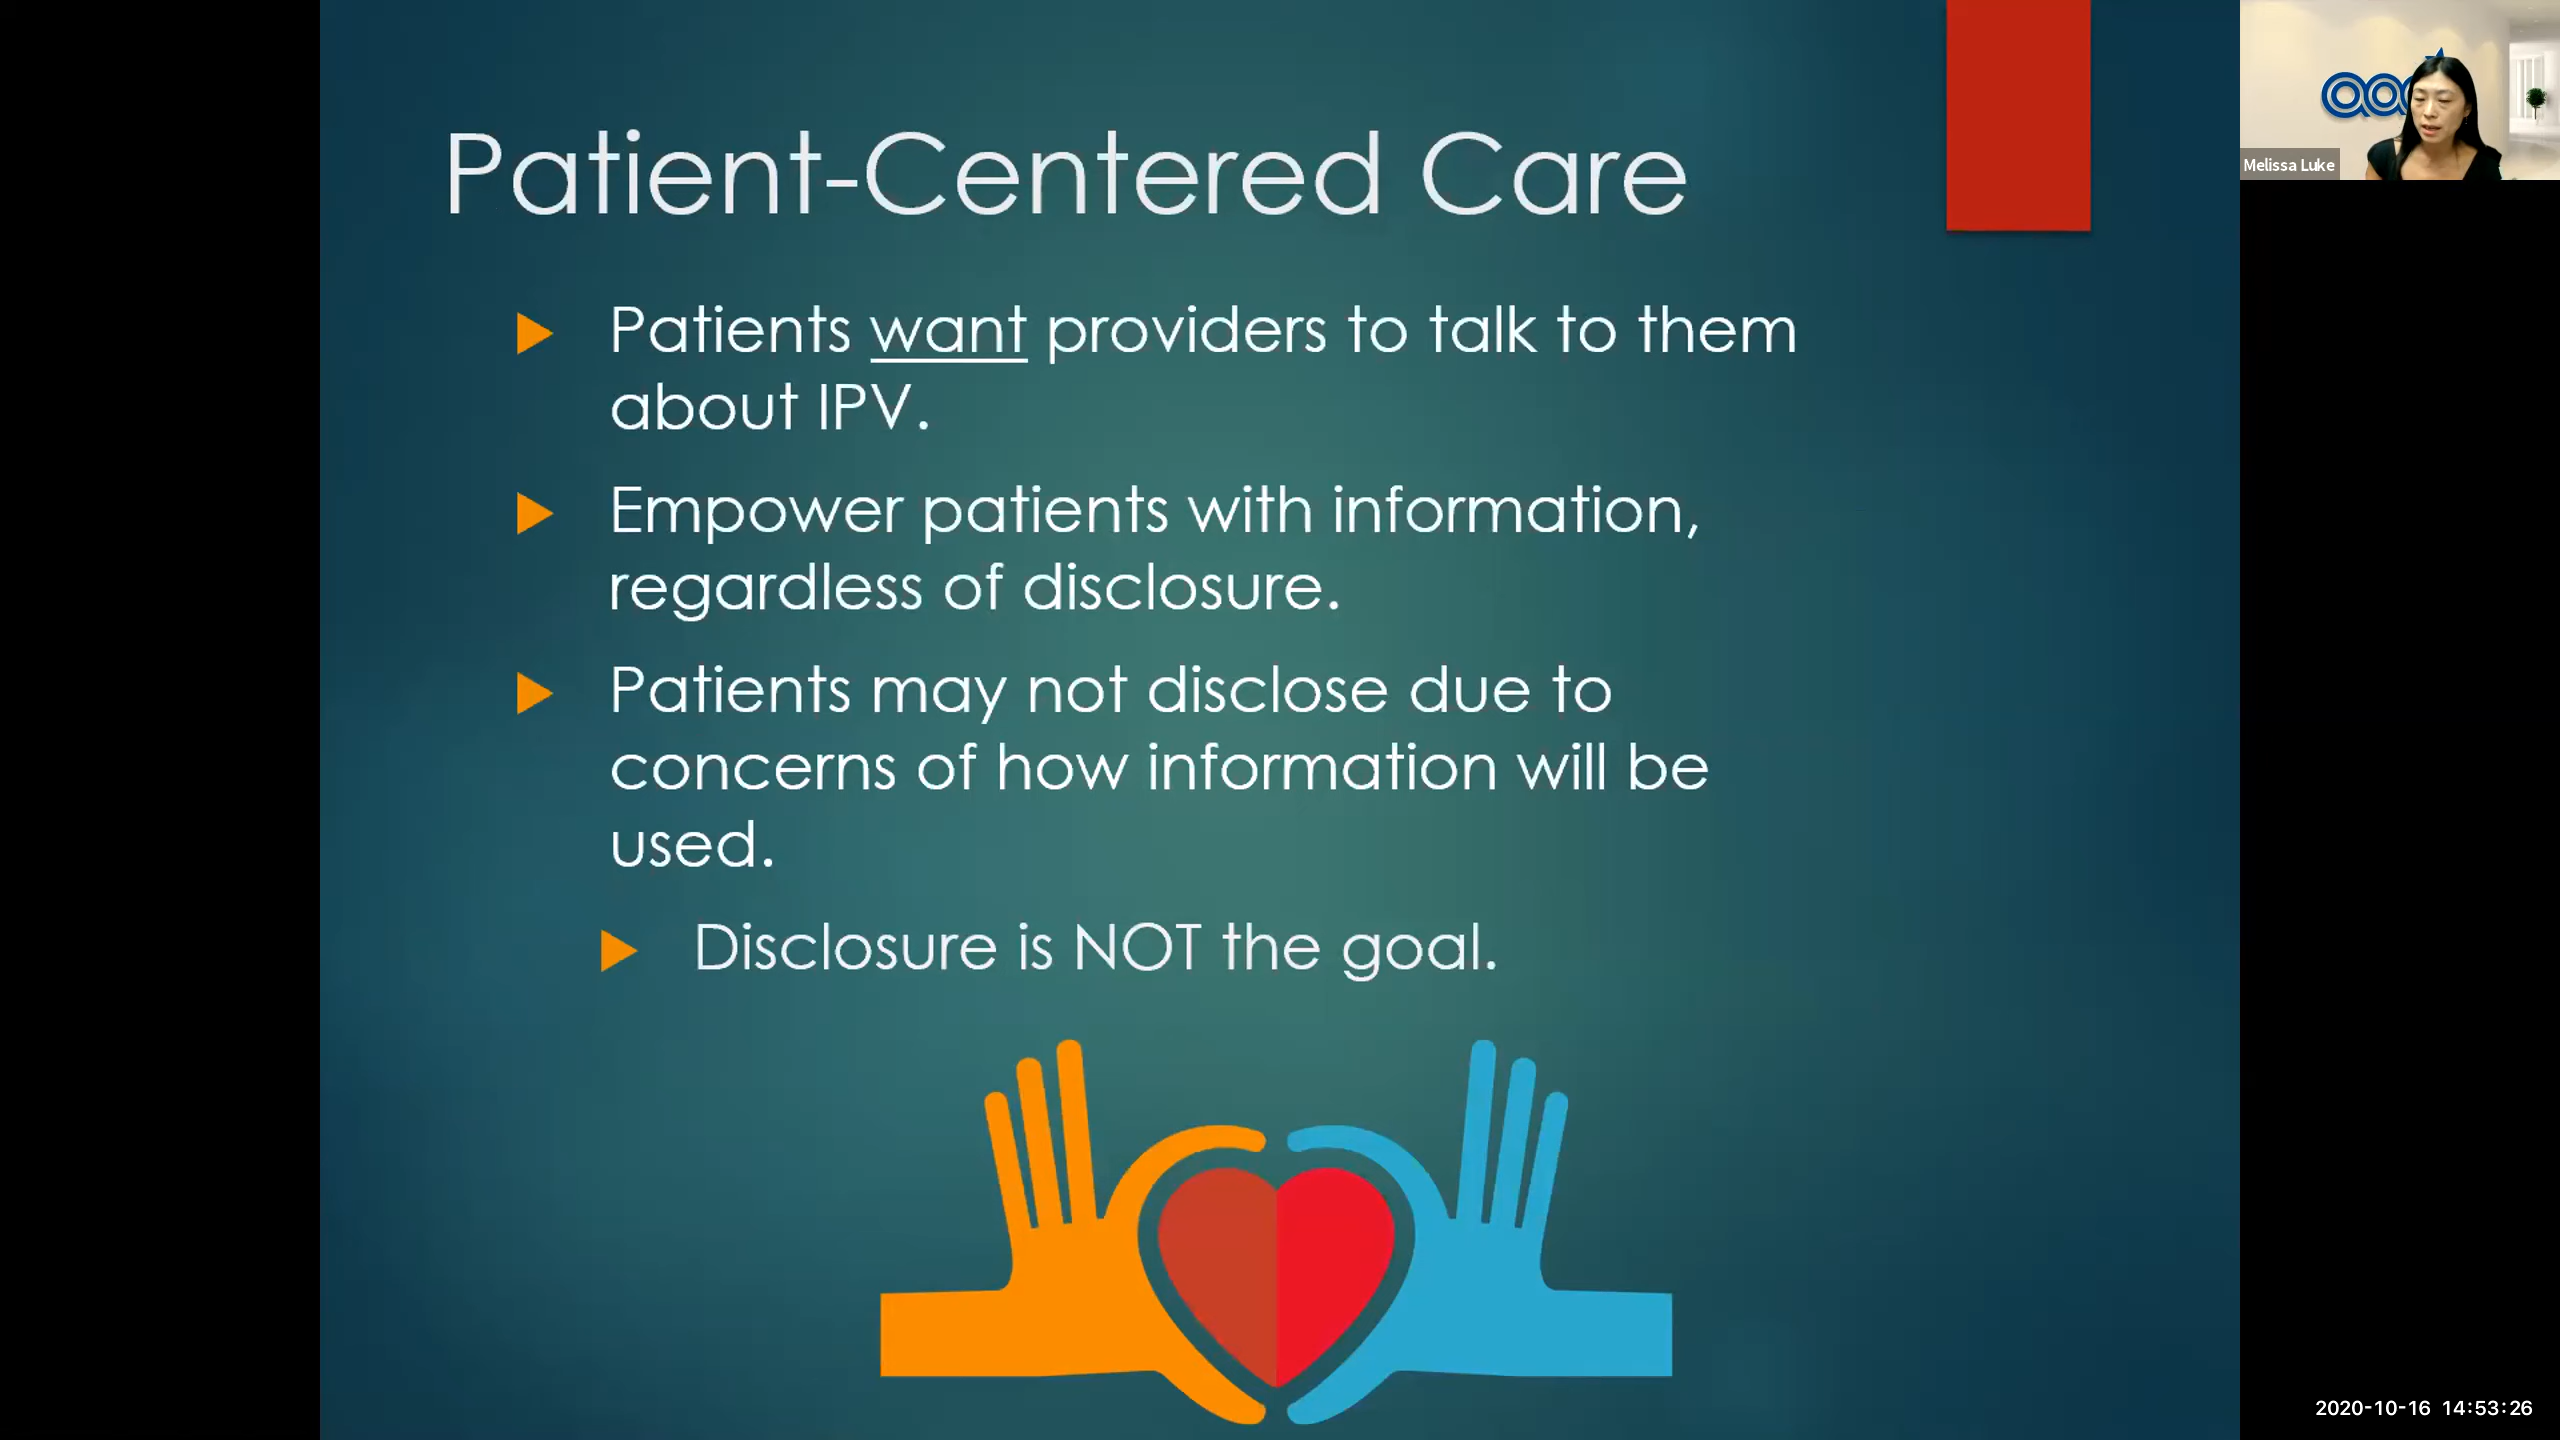 Patient-Centered Care
Patients want providers to talk to them
about IPV.
Empower patients with information,
regardless of disclosure.
Patients may not disclose due to
concerns of how information will be
used.
Disclosure is NOT the goal.
Melissa Luke
2020-10-16 14:53:26